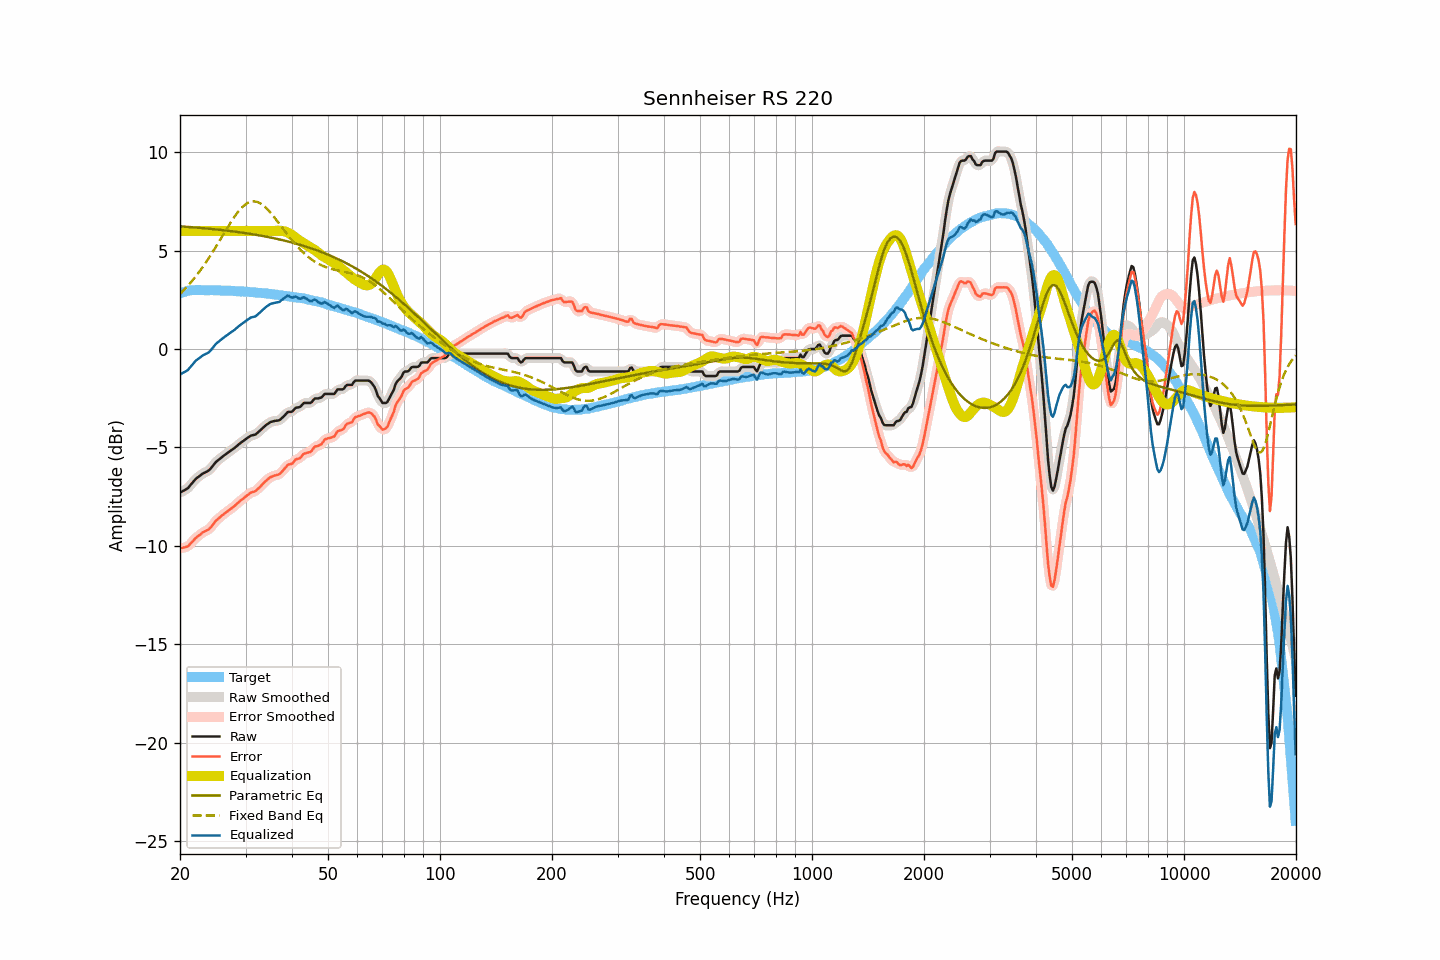 Sennheiser RS 220
Amplitude (dBr)
10
5
0
−5
−10
−15
−20
−25
Target
Raw Smoothed
Error Smoothed
Raw
Error
Equalization
Parametric Eq
Fixed Band Eq
Equalized
20 50 100 200 500 1000 2000 5000 10000 20000
Frequency (Hz)